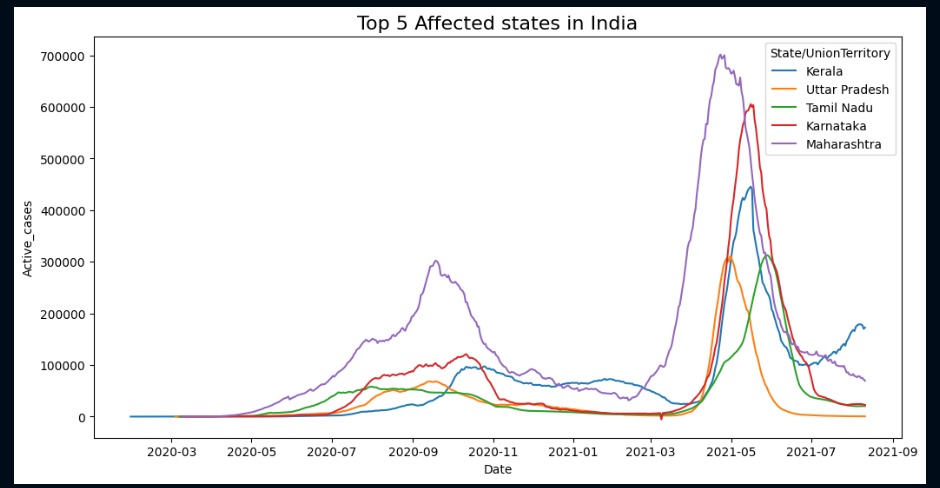 Top 5 Affected states in India
State/UnionTerritory
Kerala
Uttar Pradesh
Tamil Nadu
Karnataka
Maharashtra
Active_cases
700000
600000
500000
400000
300000
200000
100000
0
2020-03 2020-05 2020-07 2020-09 2020-11 2021-01 2021-03 2021-05 2021-07 2021-09
Date